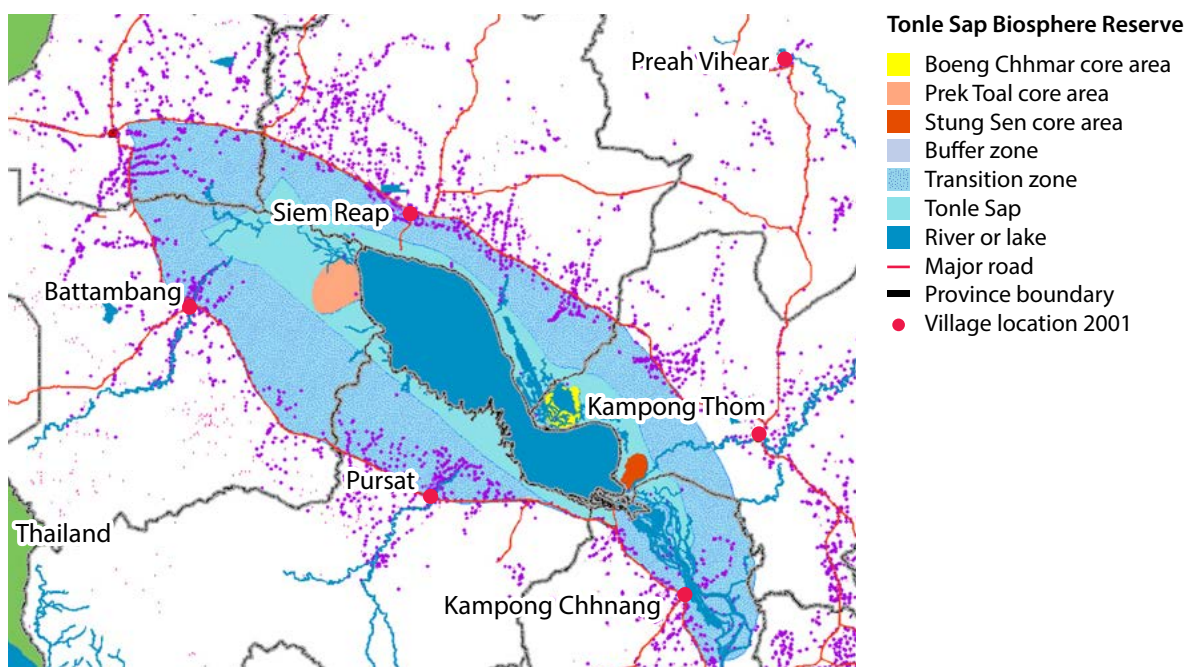 Tonle Sap Biosphere Reserve
Boeng Chhmar core area
Prek Toal core area
Stung Sen core area
Buffer zone
Transition zone
Tonle Sap
River or lake
Major road
Province boundary
Village location 2001
Preah Vihear
Siem Reap
Battambang
Kampong Thom
Pursat
Thailand
Kampong Chhnang